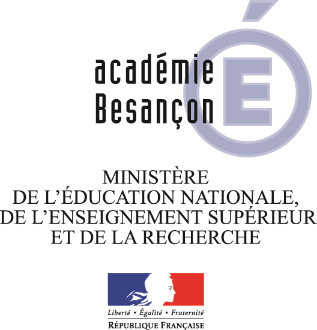 académie
Besançon
É
MINISTÈRE
DE L'ÉDUCATION NATIONALE,
DE L'ENSEIGNEMENT SUPÉRIEUR
ET DE LA RECHERCHE
Liberté • Égalité • Fraternité
RÉPUBLIQUE FRANÇAISE